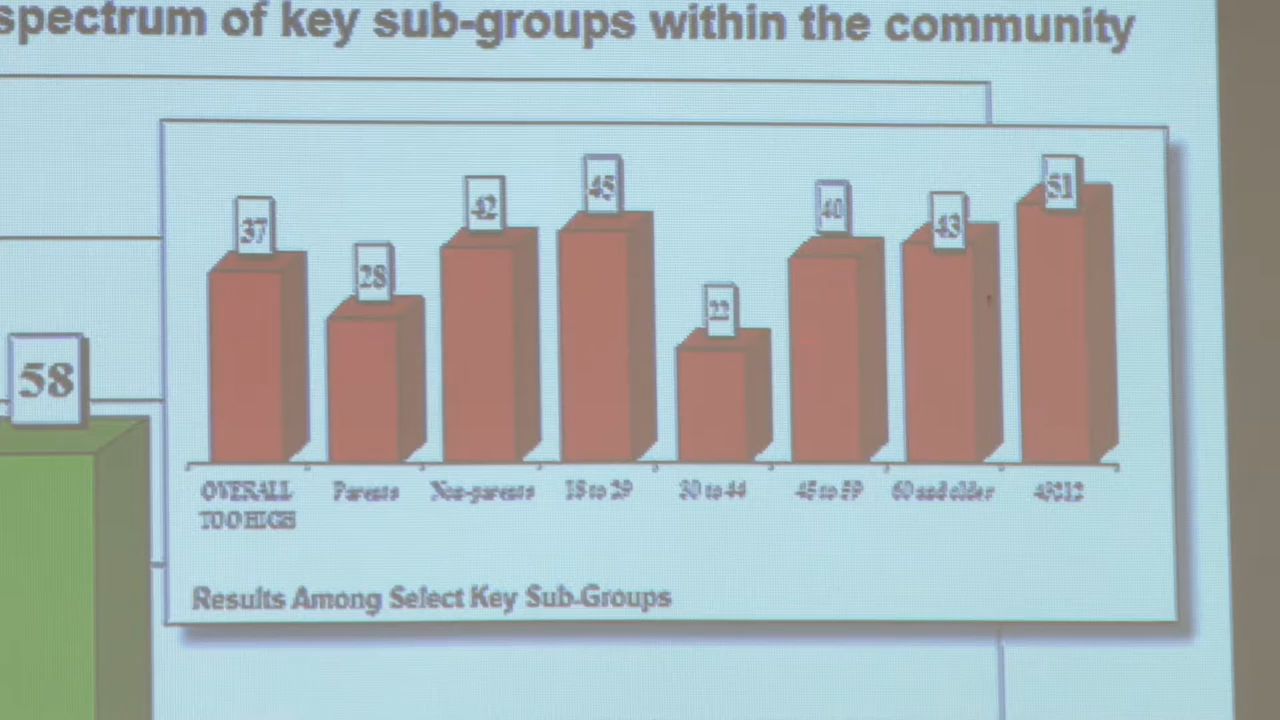 spectrum of key sub-groups within the community
58
37
28
42
45
22
40
43
51
OVERALL TOO HIGH
Parents
Non-parents
18 to 29
30 to 44
45 to 59
60 and older
49212
Results Among Select Key Sub-Groups